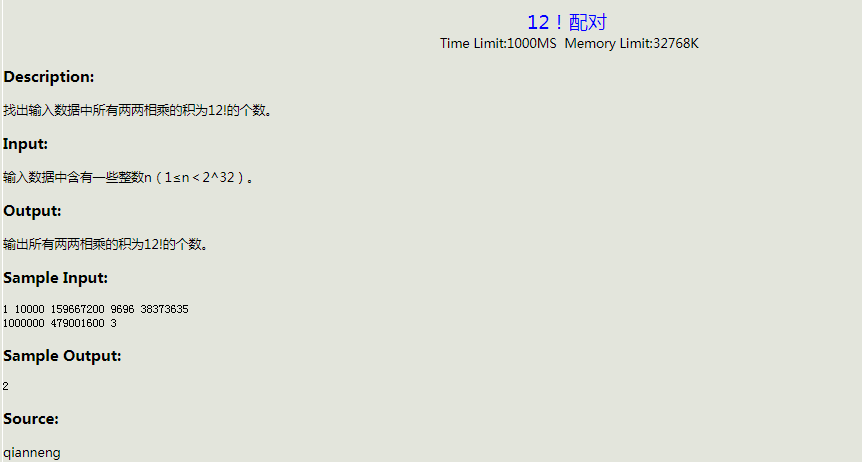 12！配对
Time Limit:1000MS  Memory Limit:32768K
Description:
找出输入数据中所有两两相乘的积为12!的个数。
Input:
输入数据中含有一些整数n（1≤n＜2^32）。
Output:
输出所有两两相乘的积为12!的个数。
Sample Input:
1 10000 159667200 9696 38373635
1000000 479001600 3
Sample Output:
2
Source:
qianneng